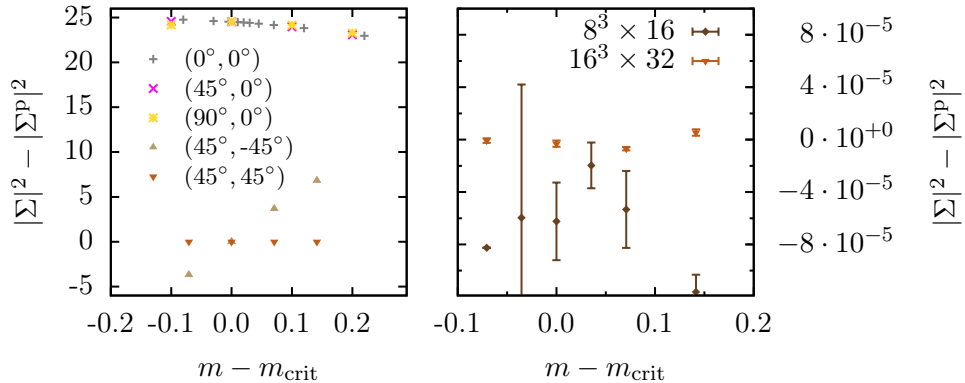 |Σ|² − |Σᵖ|²
25
20
15
10
5
0
-5
(0°, 0°)
(45°, 0°)
(90°, 0°)
(45°, -45°)
(45°, 45°)
-0.2 -0.1 0.0 0.1 0.2
m − m_crit
8³ × 16
16³ × 32
-0.1 0.0 0.1 0.2
m − m_crit
8 · 10⁻⁵
4 · 10⁻⁵
0 · 10⁺⁰
−4 · 10⁻⁵
−8 · 10⁻⁵
|Σ|² − |Σᵖ|²